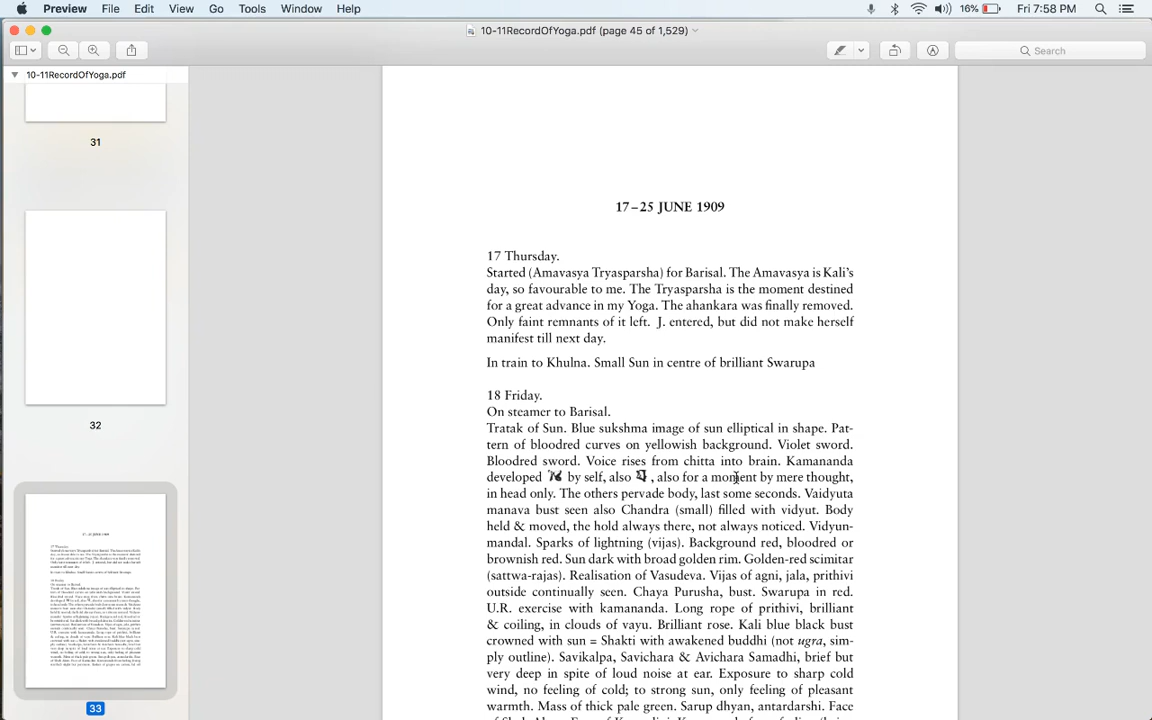 Preview File Edit View Go Tools Window Help 16% Fri 7:58 PM
10-11RecordOfYoga.pdf (page 45 of 1,529)
Search
10-11RecordOfYoga.pdf
31
32
33
17–25 JUNE 1909
17 Thursday.
Started (Amavasya Tryasparsha) for Barisal. The Amavasya is Kali's
day, so favourable to me. The Tryasparsha is the moment destined
for a great advance in my Yoga. The ahankara was finally removed.
Only faint remnants of it left. J. entered, but did not make herself
manifest till next day.
In train to Khulna. Small Sun in centre of brilliant Swarupa
18 Friday.
On steamer to Barisal.
Tratak of Sun. Blue sukshma image of sun elliptical in shape. Pat-
tern of bloodred curves on yellowish background. Violet sword.
Bloodred sword. Voice rises from chitta into brain. Kamananda
developed by self, also , also for a moment by mere thought,
in head only. The others pervade body, last some seconds. Vaidyuta
manava bust seen also Chandra (small) filled with vidyut. Body
held & moved, the hold always there, not always noticed. Vidyun-
mandal. Sparks of lightning (vijas). Background red, bloodred or
brownish red. Sun dark with broad golden rim. Golden-red scimitar
(sattwa-rajas). Realisation of Vasudeva. Vijas of agni, jala, prithivi
outside continually seen. Chaya Purusha, bust. Swarupa in red.
U.R. exercise with kamananda. Long rope of prithivi, brilliant
& coiling, in clouds of vayu. Brilliant rose. Kali blue black bust
crowned with sun = Shakti with awakened buddhi (not ugra, sim-
ply outline). Savikalpa, Savichara & Avichara Samadhi, brief but
very deep in spite of loud noise at ear. Exposure to sharp cold
wind, no feeling of cold; to strong sun, only feeling of pleasant
warmth. Mass of thick pale green. Sarup dhyan, antardarshi. Face